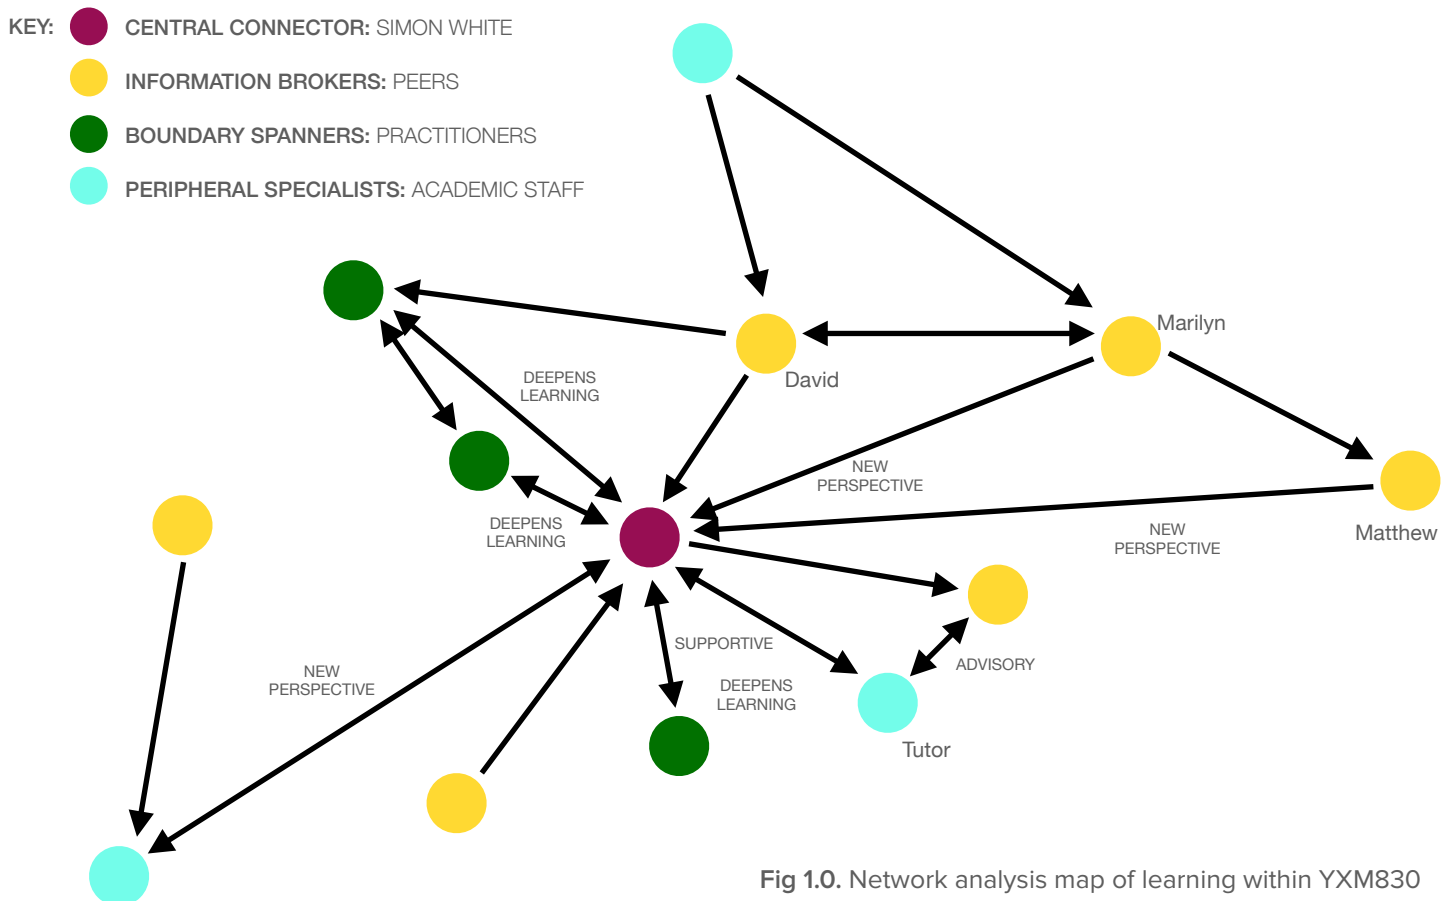 KEY:
CENTRAL CONNECTOR: SIMON WHITE
INFORMATION BROKERS: PEERS
BOUNDARY SPANNERS: PRACTITIONERS
PERIPHERAL SPECIALISTS: ACADEMIC STAFF
Marilyn
David
DEEPENS
LEARNING
NEW
PERSPECTIVE
DEEPENS
LEARNING
NEW
PERSPECTIVE
Matthew
SUPPORTIVE
ADVISORY
NEW
PERSPECTIVE
DEEPENS
LEARNING
Tutor
Fig 1.0. Network analysis map of learning within YXM830